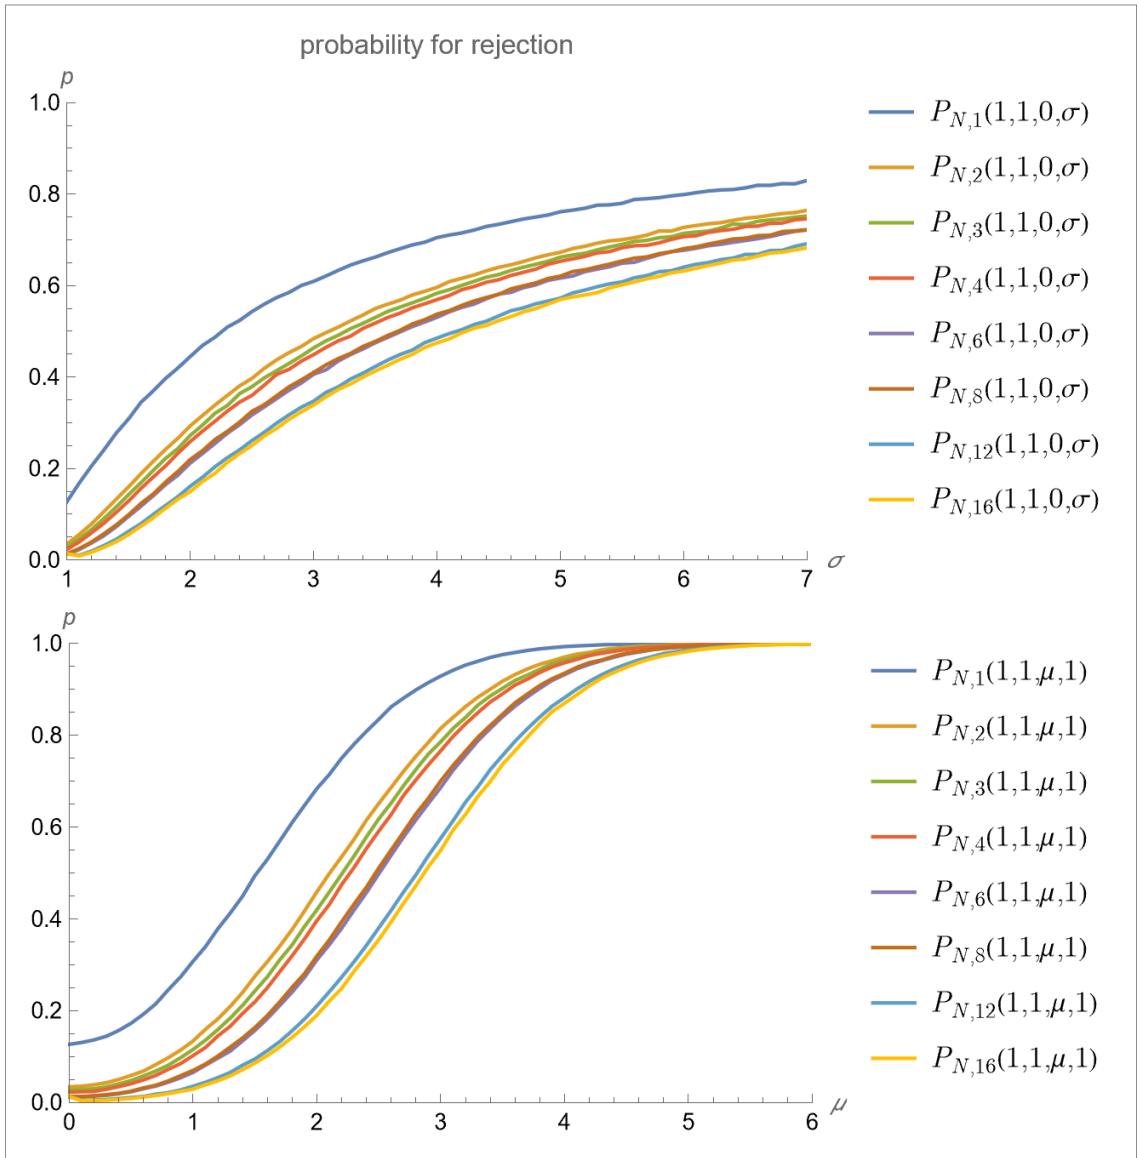 probability for rejection
p
1.0
0.8
0.6
0.4
0.2
0.0
1 2 3 4 5 6 7 σ
P_{N,1}(1,1,0,σ)
P_{N,2}(1,1,0,σ)
P_{N,3}(1,1,0,σ)
P_{N,4}(1,1,0,σ)
P_{N,6}(1,1,0,σ)
P_{N,8}(1,1,0,σ)
P_{N,12}(1,1,0,σ)
P_{N,16}(1,1,0,σ)
p
1.0
0.8
0.6
0.4
0.2
0.0
0 1 2 3 4 5 6 μ
P_{N,1}(1,1,μ,1)
P_{N,2}(1,1,μ,1)
P_{N,3}(1,1,μ,1)
P_{N,4}(1,1,μ,1)
P_{N,6}(1,1,μ,1)
P_{N,8}(1,1,μ,1)
P_{N,12}(1,1,μ,1)
P_{N,16}(1,1,μ,1)